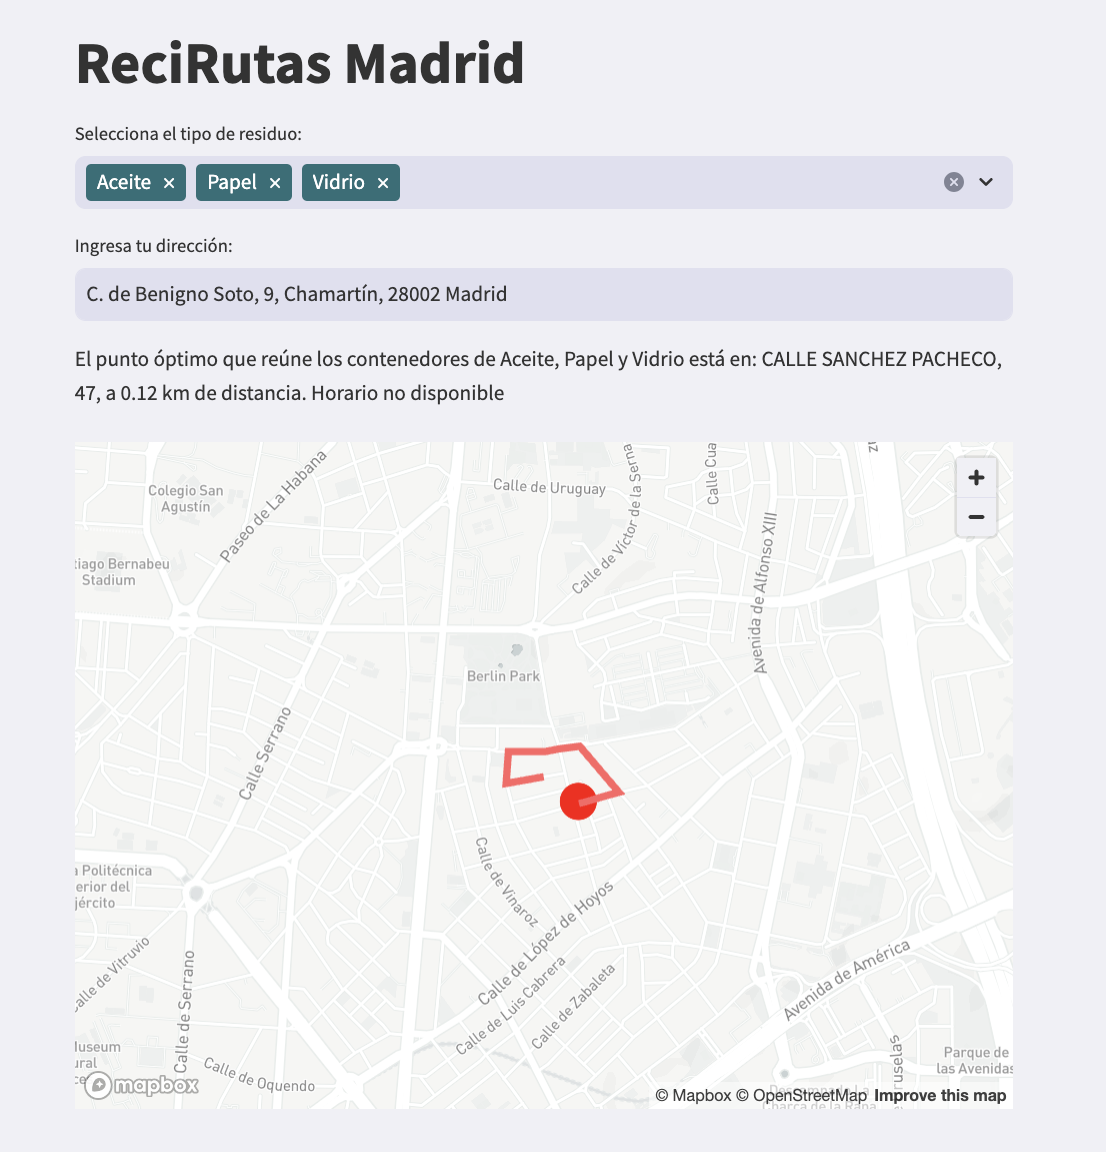 ReciRutas Madrid
Selecciona el tipo de residuo:
Aceite × Papel × Vidrio ×
Ingresa tu dirección:
C. de Benigno Soto, 9, Chamartín, 28002 Madrid
El punto óptimo que reúne los contenedores de Aceite, Papel y Vidrio está en: CALLE SANCHEZ PACHECO,
47, a 0.12 km de distancia. Horario no disponible
+
−
Colegio San
Agustín
Paseo de La Habana
Calle de Uruguay
Calle de Víctor de la Serna
Calle Cua
z
tiago Bernabeu
Stadium
Avenida de Alfonso XIII
Berlin Park
Calle Serrano
a Politécnica
erior del
jército
Calle de Vinaroz
Calle de López de Hoyos
Calle de Luis Cabrera
Calle de Zabaleta
Avenida de América
alle de Vitruvio
Calle de Serrano
Museum
ural
Calle de Oquendo
ruselas
Parque de
las Avenidas
mapbox
© Mapbox © OpenStreetMap Improve this map